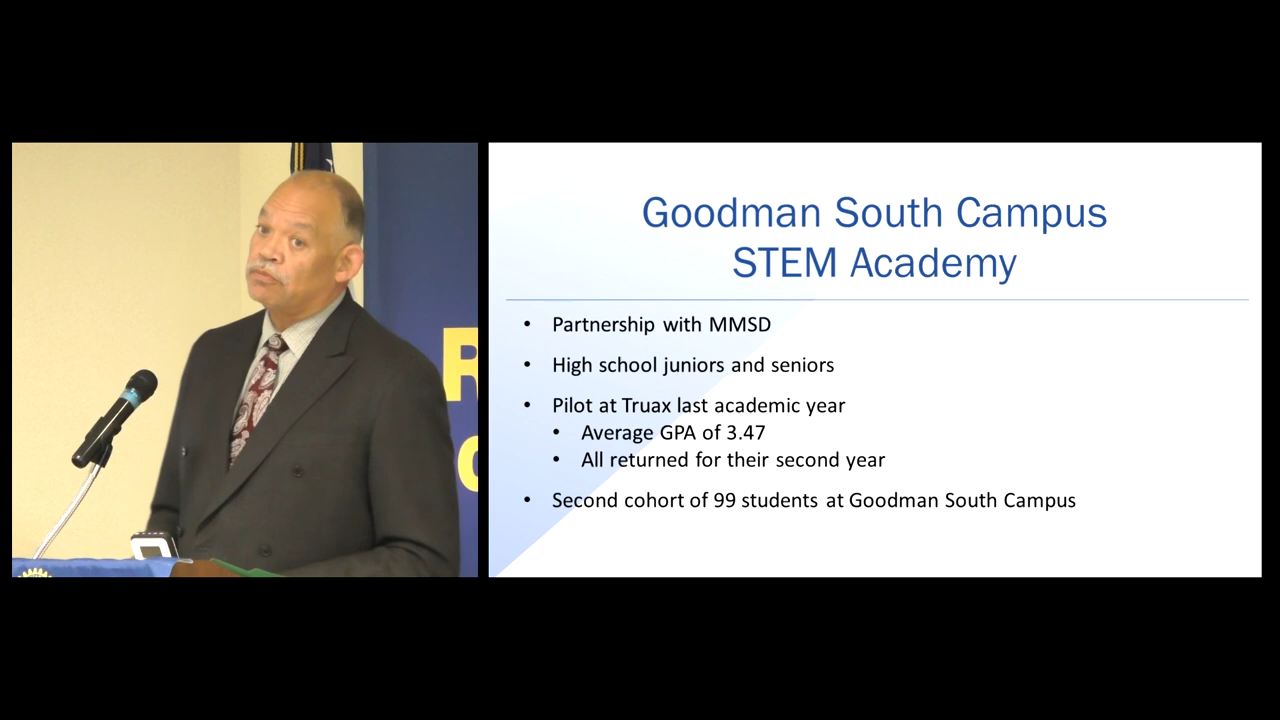 Goodman South Campus
STEM Academy
• Partnership with MMSD
• High school juniors and seniors
• Pilot at Truax last academic year
• Average GPA of 3.47
• All returned for their second year
• Second cohort of 99 students at Goodman South Campus